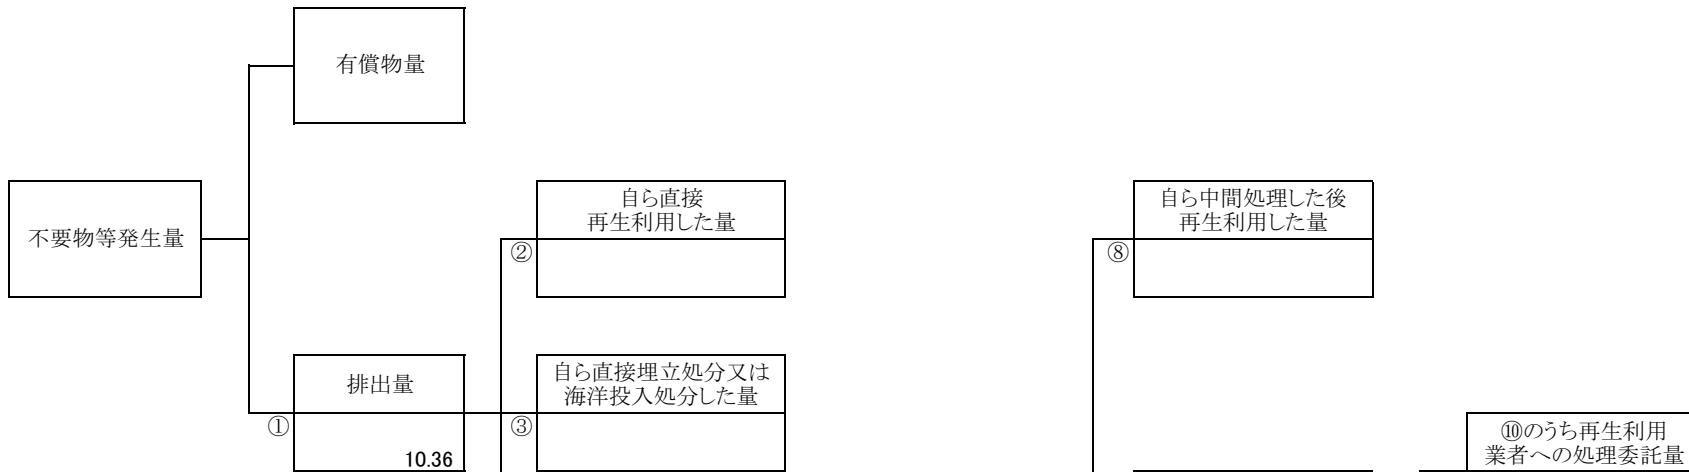 有償物量
不要物等発生量
自ら直接
再生利用した量
②
自ら中間処理した後
再生利用した量
⑧
排出量
①
10.36
自ら直接埋立処分又は
海洋投入処分した量
③
⑩のうち再生利用
業者への処理委託量